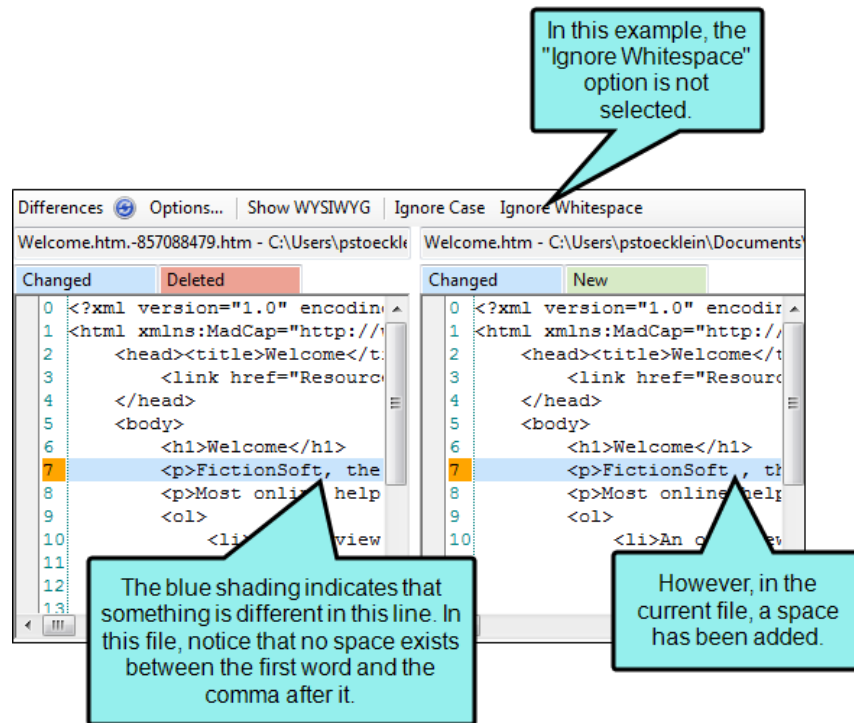 In this example, the
"Ignore Whitespace"
option is not
selected.
Differences Options... Show WYSIWYG Ignore Case Ignore Whitespace
Welcome.htm.-857088479.htm - C:\Users\pstoeckle
Welcome.htm - C:\Users\pstoecklein\Documents\
Changed Deleted
0 <?xml version="1.0" encodin
1 <html xmlns:MadCap="http://
2 <head><title>Welcome</t
3 <link href="Resourc
4 </head>
5 <body>
6 <h1>Welcome</h1>
7 <p>FictionSoft, the
8 <p>Most online help
9 <ol>
10 <li> view
11
12
13
Changed New
0 <?xml version="1.0" encodin
1 <html xmlns:MadCap="http://
2 <head><title>Welcome</t
3 <link href="Resourc
4 </head>
5 <body>
6 <h1>Welcome</h1>
7 <p>FictionSoft , th
8 <p>Most online help
9 <ol>
10 <li>An
The blue shading indicates that
something is different in this line. In
this file, notice that no space exists
between the first word and the
comma after it.
However, in the
current file, a space
has been added.